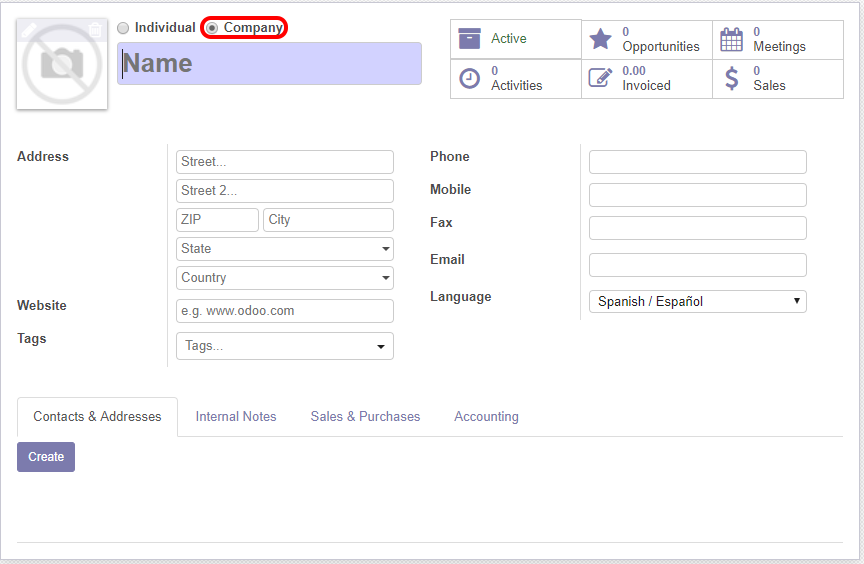 Individual Company
Name
Active
0
Opportunities
0
Meetings
0
Activities
0.00
Invoiced
0
Sales
Address
Street...
Street 2...
ZIP City
State
Country
Website
e.g. www.odoo.com
Tags
Tags...
Phone
Mobile
Fax
Email
Language
Spanish / Español
Contacts & Addresses Internal Notes Sales & Purchases Accounting
Create